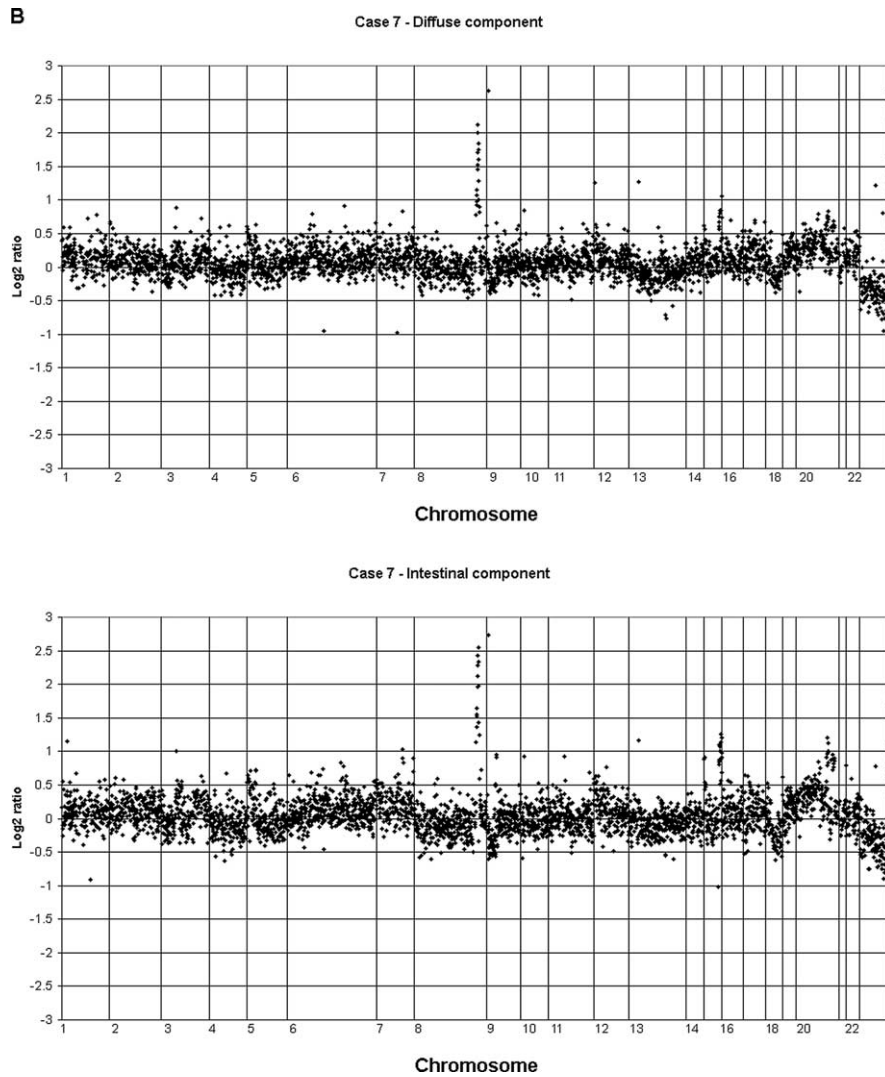 B
Case 7 - Diffuse component
3
2.5
2
1.5
1
0.5
0
-0.5
-1
-1.5
-2
-2.5
-3
Log2 ratio
1 2 3 4 5 6 7 8 9 10 11 12 13 14 16 18 20 22
Chromosome
Case 7 - Intestinal component
3
2.5
2
1.5
1
0.5
0
-0.5
-1
-1.5
-2
-2.5
-3
Log2 ratio
1 2 3 4 5 6 7 8 9 10 11 12 13 14 16 18 20 22
Chromosome